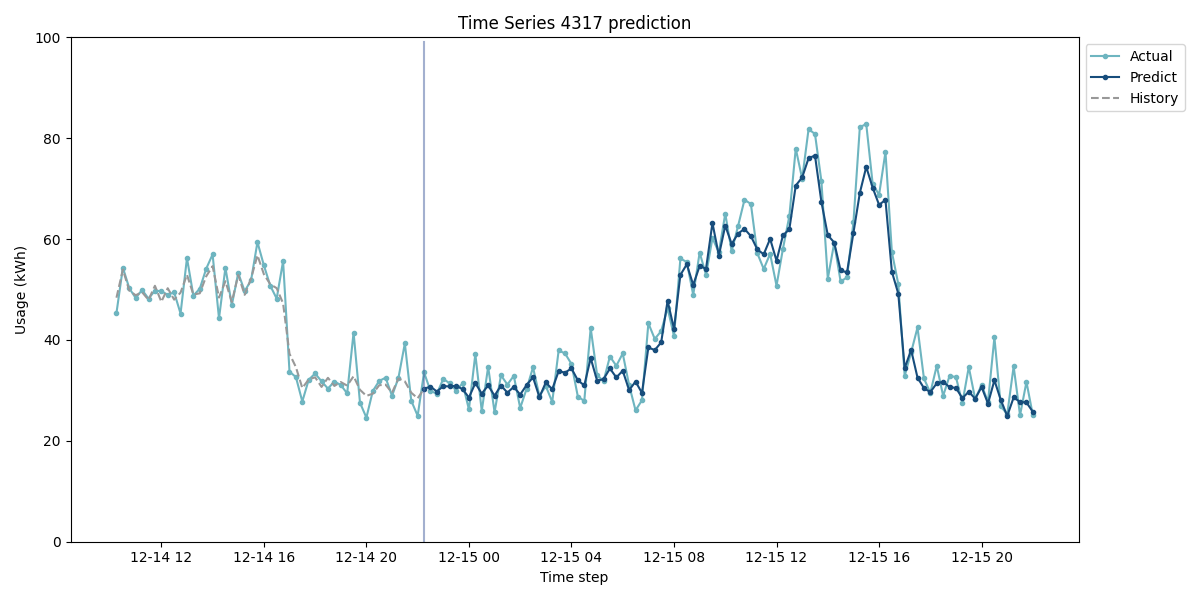 Time Series 4317 prediction
100
80
60
40
20
0
Usage (kWh)
12-14 12
12-14 16
12-14 20
12-15 00
12-15 04
12-15 08
12-15 12
12-15 16
12-15 20
Time step
Actual
Predict
History